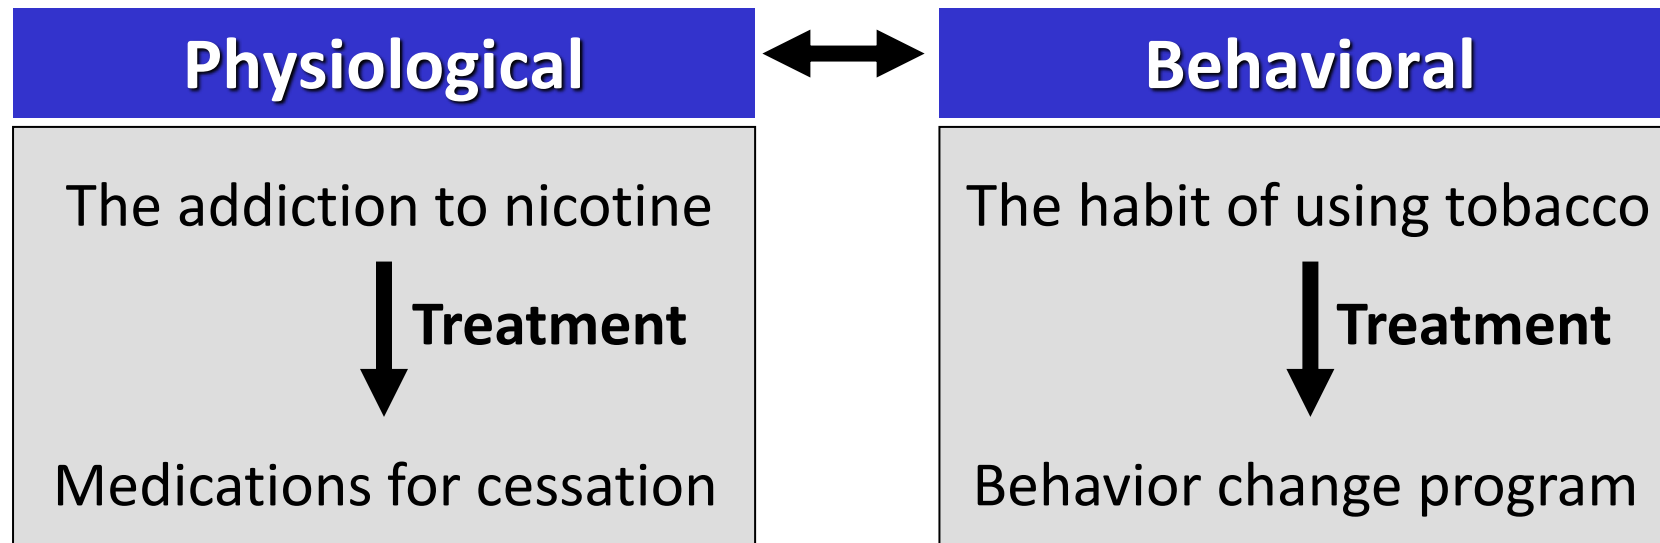 Physiological
Behavioral
The addiction to nicotine
Treatment
Medications for cessation
The habit of using tobacco
Treatment
Behavior change program